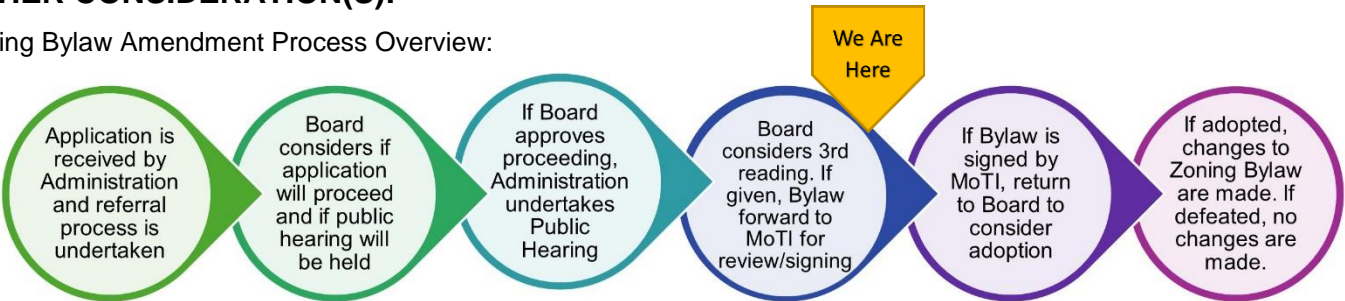 HER CONSIDERATION(S):
ing Bylaw Amendment Process Overview:
We Are
Here
Application is
received by
Administration
and referral
process is
undertaken
Board
considers if
application
will proceed
and if public
hearing will
be held
If Board
approves
proceeding,
Administration
undertakes
Public
Hearing
Board
considers 3rd
reading. If
given, Bylaw
forward to
MoTI for
review/signing
If Bylaw is
signed by
MoTI, return
to Board to
consider
adoption
If adopted,
changes to
Zoning Bylaw
are made. If
defeated, no
changes are
made.